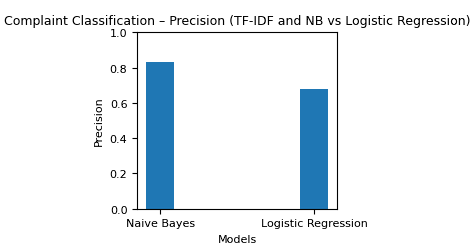 Complaint Classification – Precision (TF-IDF and NB vs Logistic Regression)
1.0
0.8
0.6
0.4
0.2
0.0
Precision
Naive Bayes
Logistic Regression
Models